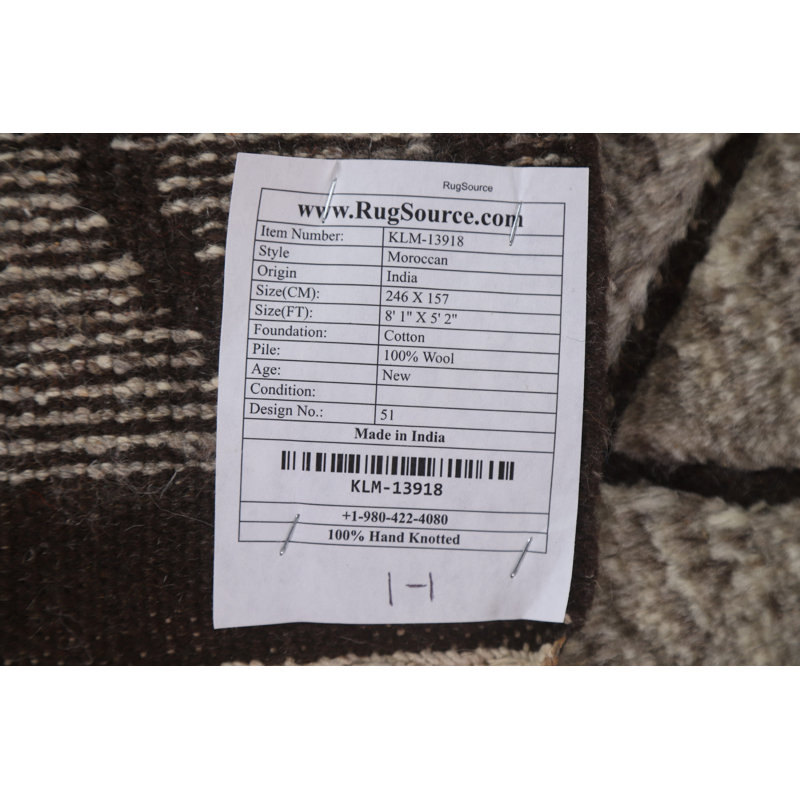 RugSource
www.RugSource.com
Item Number: KLM-13918
Style Moroccan
Origin India
Size(CM): 246 X 157
Size(FT): 8' 1" X 5' 2"
Foundation: Cotton
Pile: 100% Wool
Age: New
Condition:
Design No.: 51
Made in India
KLM-13918
+1-980-422-4080
100% Hand Knotted
1-1